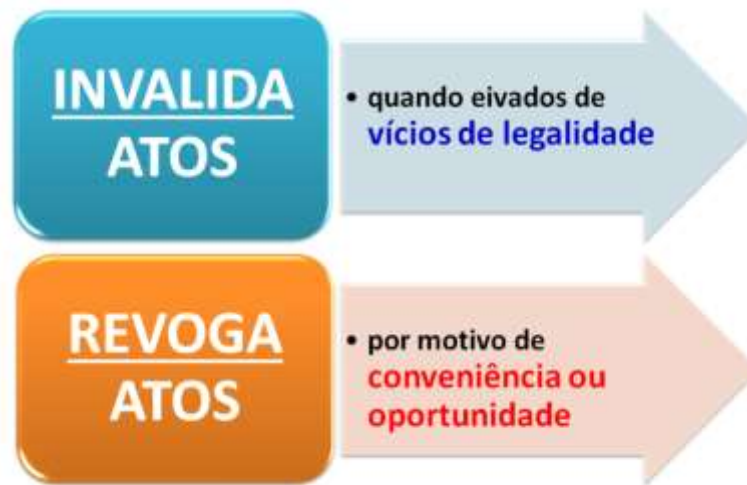 INVALIDA
ATOS
• quando eivados de
vícios de legalidade
REVOGA
ATOS
• por motivo de
conveniência ou
oportunidade